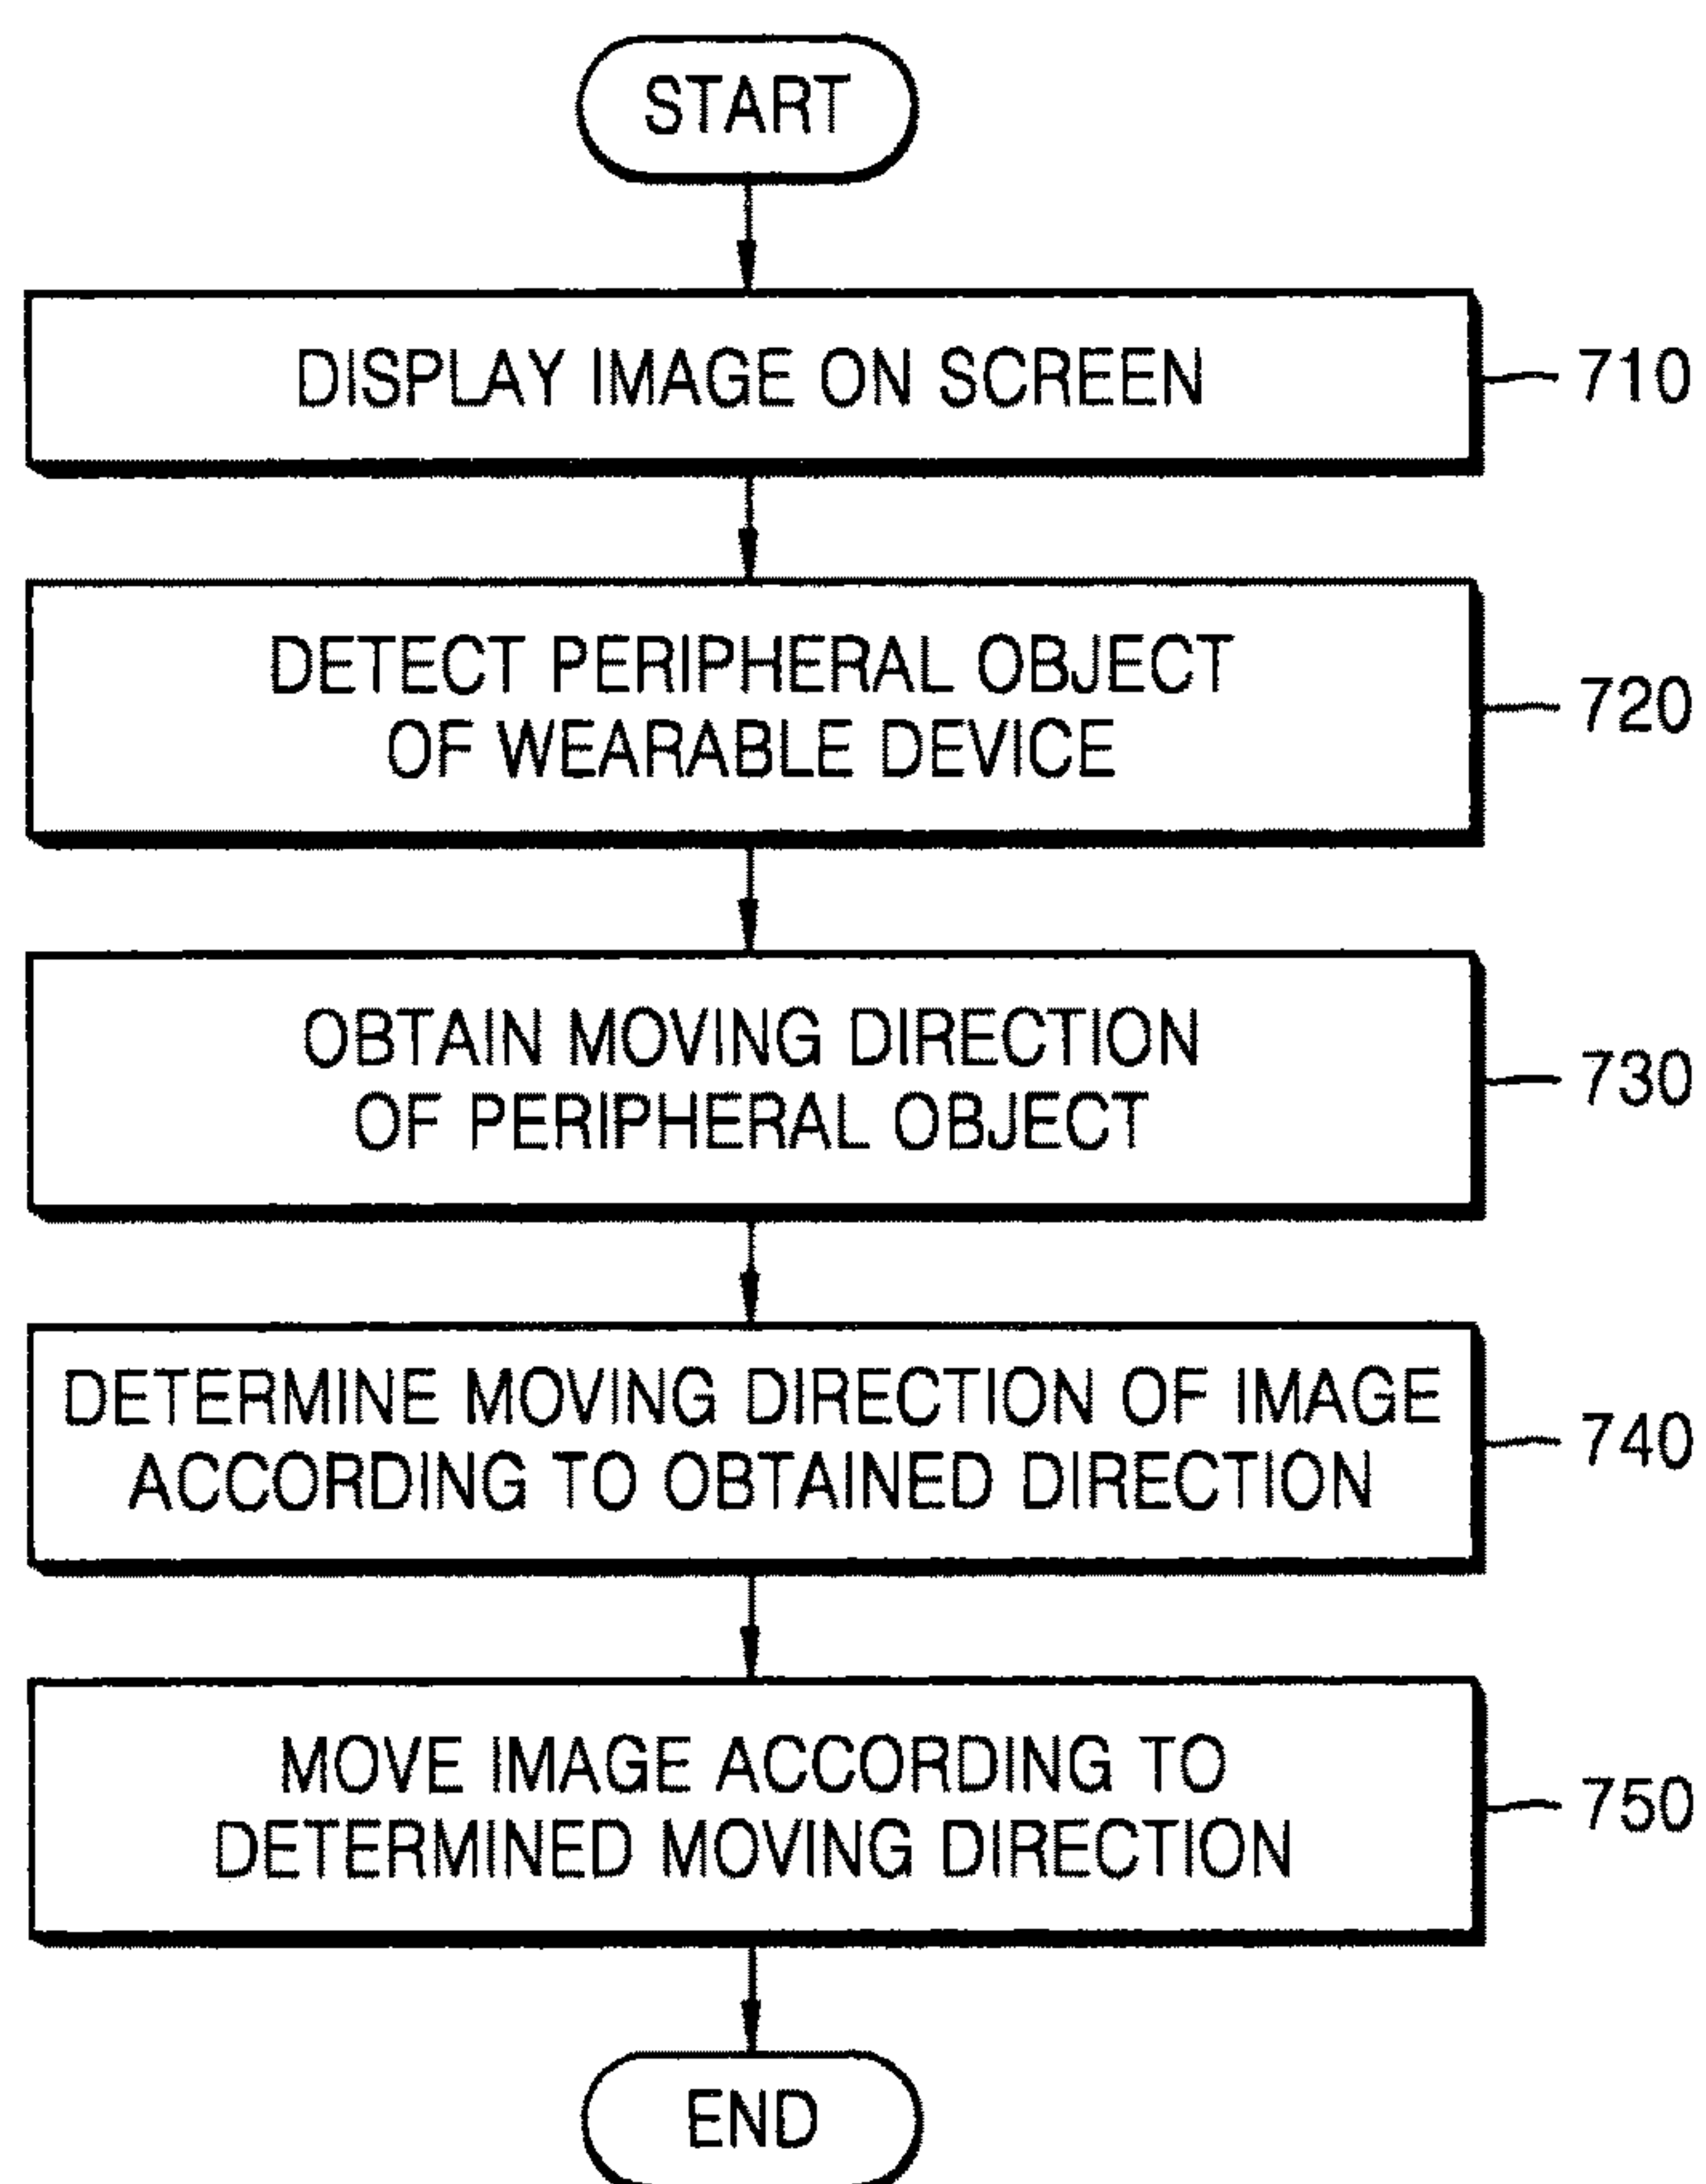 START
DISPLAY IMAGE ON SCREEN
710
DETECT PERIPHERAL OBJECT
OF WEARABLE DEVICE
720
OBTAIN MOVING DIRECTION
OF PERIPHERAL OBJECT
730
DETERMINE MOVING DIRECTION OF IMAGE
ACCORDING TO OBTAINED DIRECTION
740
MOVE IMAGE ACCORDING TO
DETERMINED MOVING DIRECTION
750
END